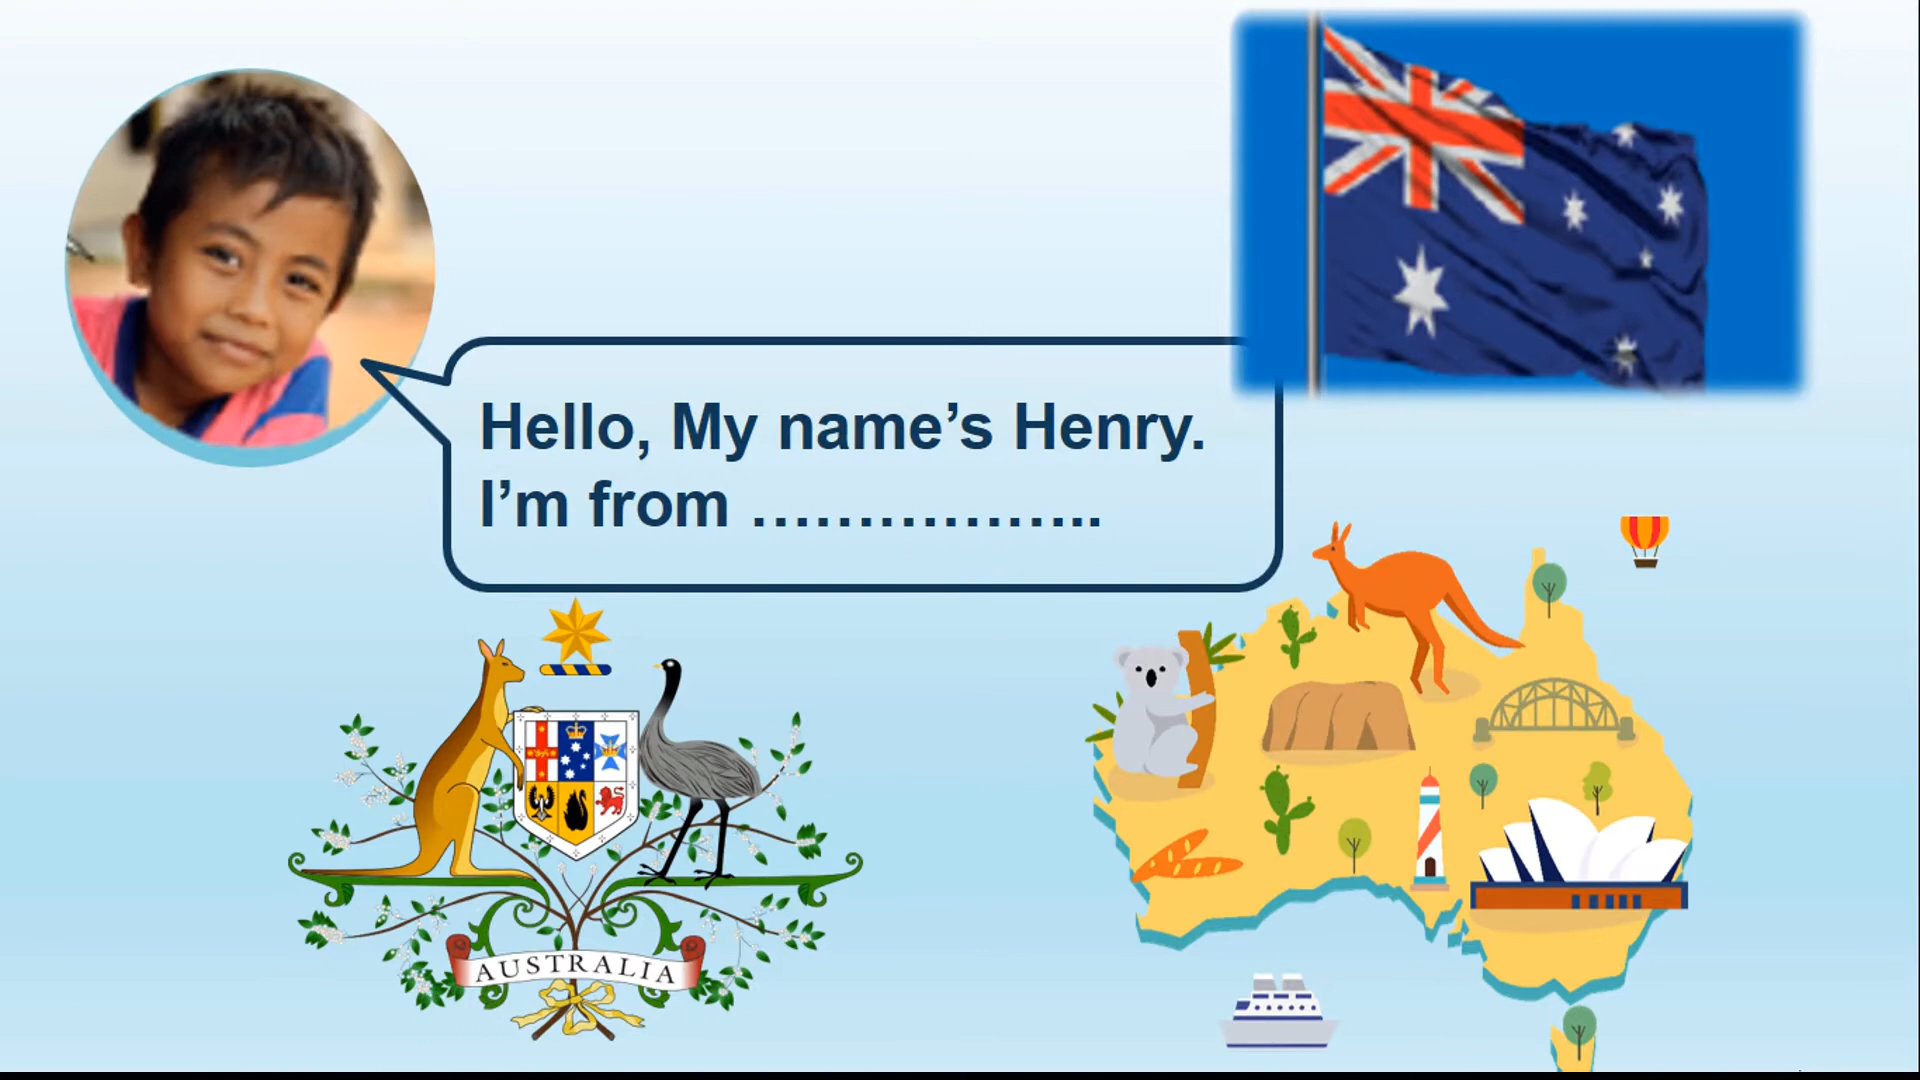 Hello, My name’s Henry.
I’m from ……………..
AUSTRALIA